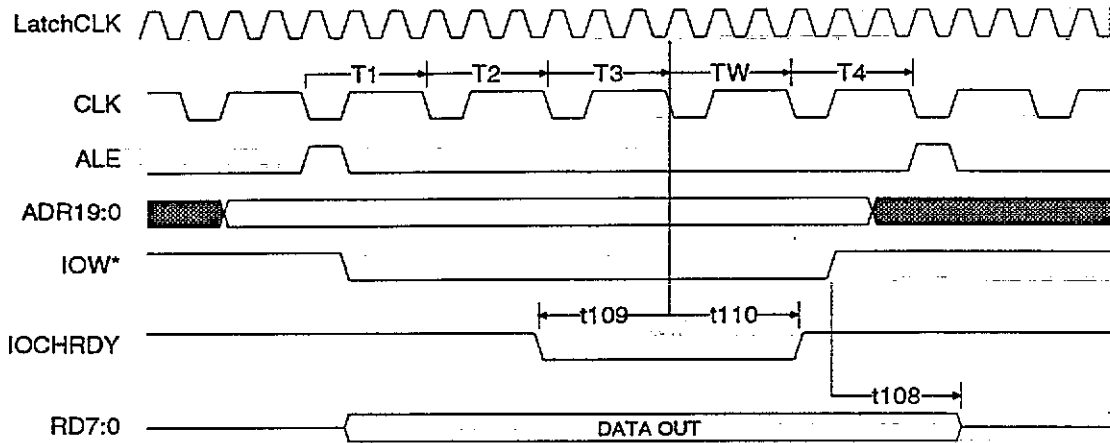 LatchCLK
T1 T2 T3 TW T4
CLK
ALE
ADR19:0
IOW*
t109 t110
IOCHRDY
t108
RD7:0 DATA OUT